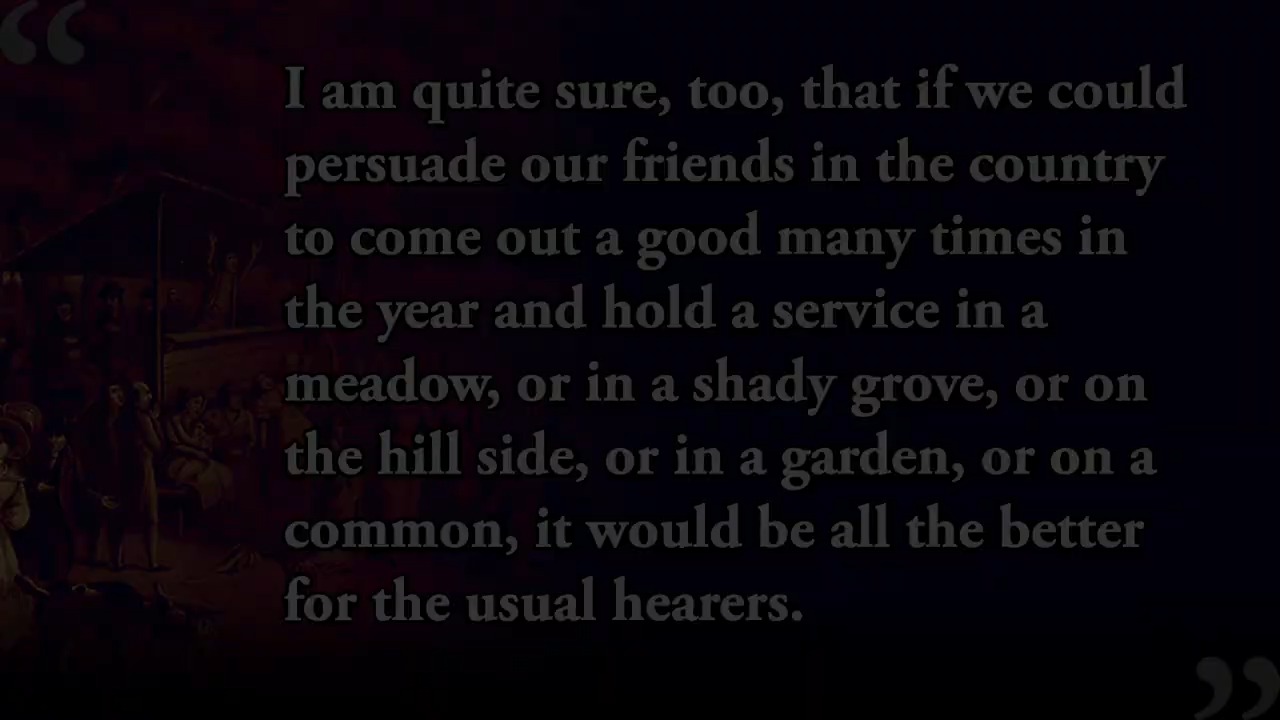 “
I am quite sure, too, that if we could
persuade our friends in the country
to come out a good many times in
the year and hold a service in a
meadow, or in a shady grove, or on
the hill side, or in a garden, or on a
common, it would be all the better
for the usual hearers.
”